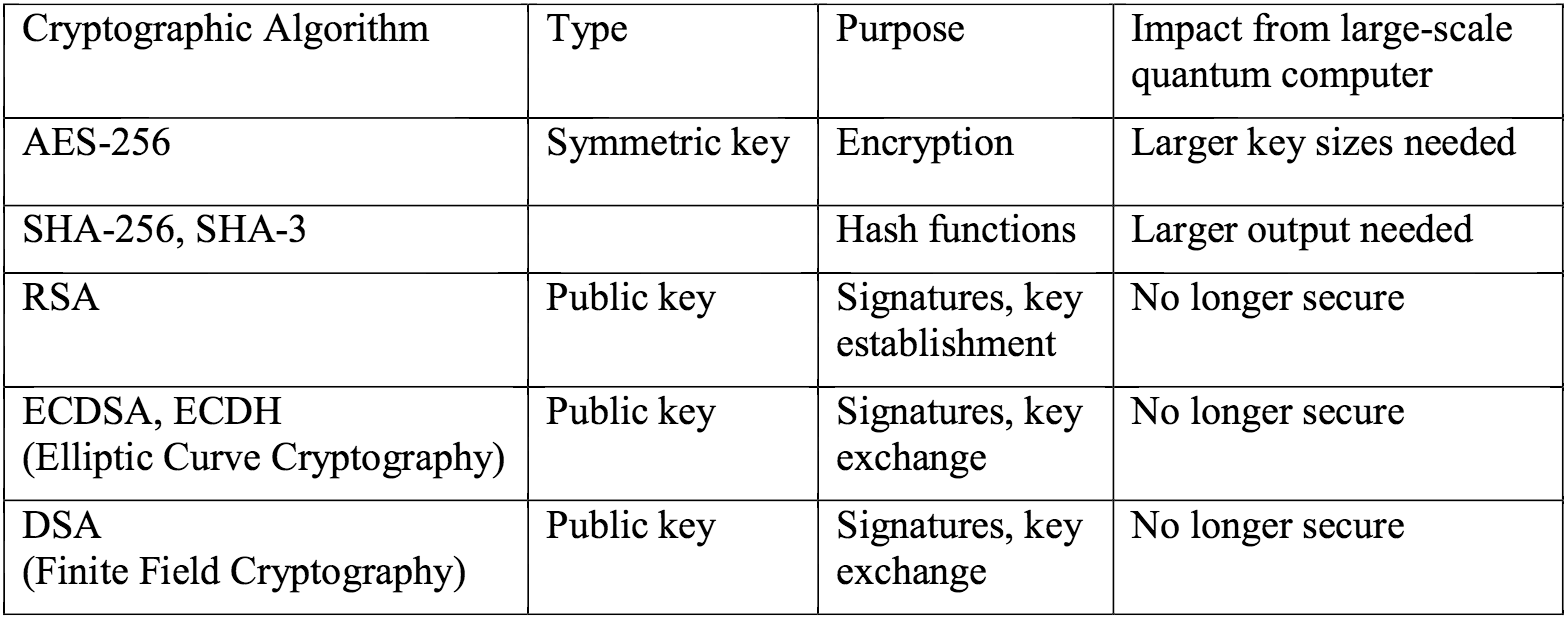 Cryptographic Algorithm
Type
Purpose
Impact from large-scale
quantum computer
AES-256
Symmetric key
Encryption
Larger key sizes needed
SHA-256, SHA-3
Hash functions
Larger output needed
RSA
Public key
Signatures, key
establishment
No longer secure
ECDSA, ECDH
(Elliptic Curve Cryptography)
Public key
Signatures, key
exchange
No longer secure
DSA
(Finite Field Cryptography)
Public key
Signatures, key
exchange
No longer secure